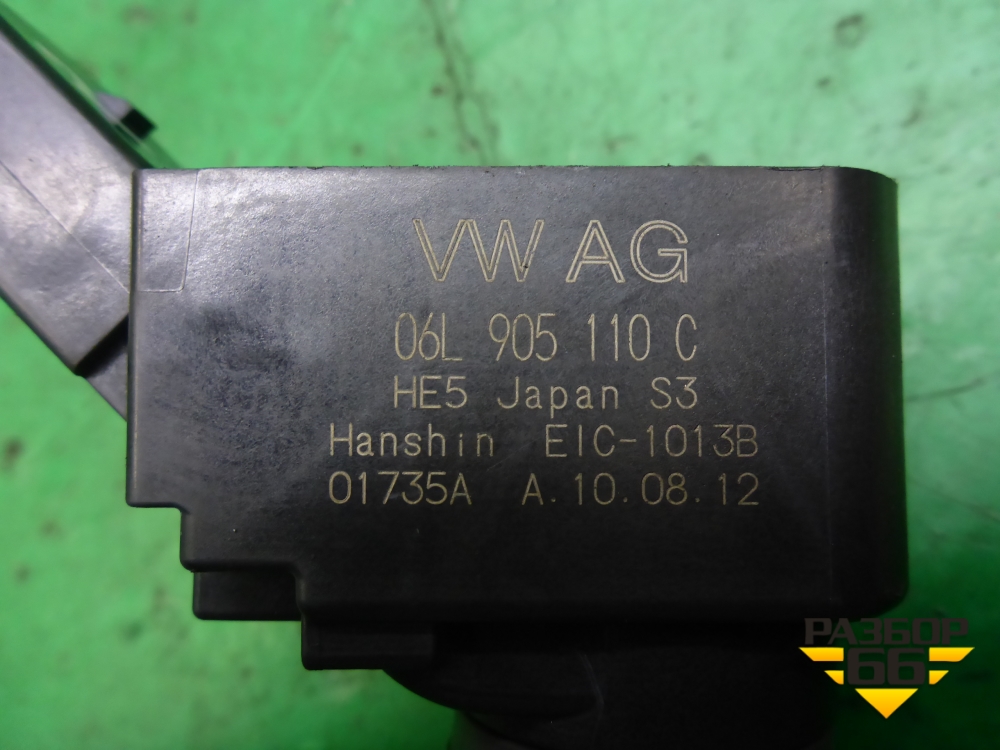 VW AG
06L 905 110 C
HE5 Japan S3
Hanshin EIC-1013B
01735A A.10.08.12
РАЗБОР
66